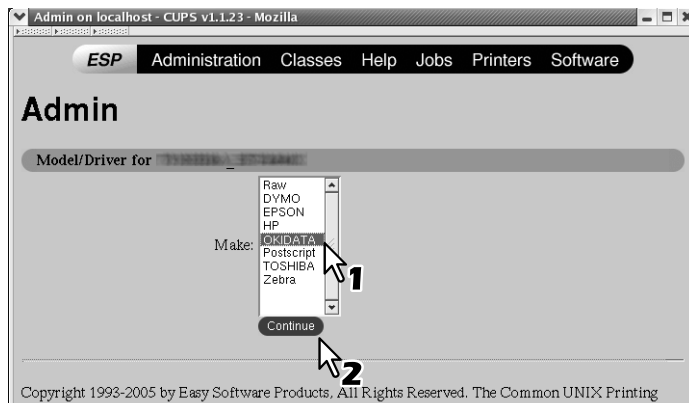 Admin on localhost - CUPS v1.1.23 - Mozilla
ESP Administration Classes Help Jobs Printers Software
Admin
Model/Driver for
Raw
DYMO
EPSON
HP
Make: OKIDATA
Postscript
TOSHIBA
Zebra
1
Continue
2
Copyright 1993-2005 by Easy Software Products, All Rights Reserved. The Common UNIX Printing